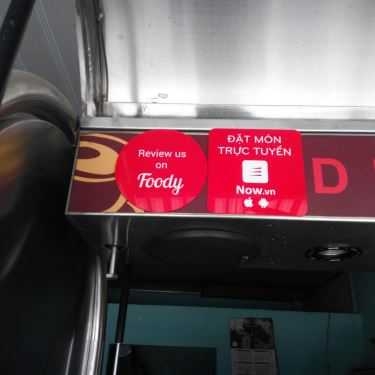 Review us
on
Foody
ĐẶT MÓN
TRỰC TUYẾN
Now.vn
D